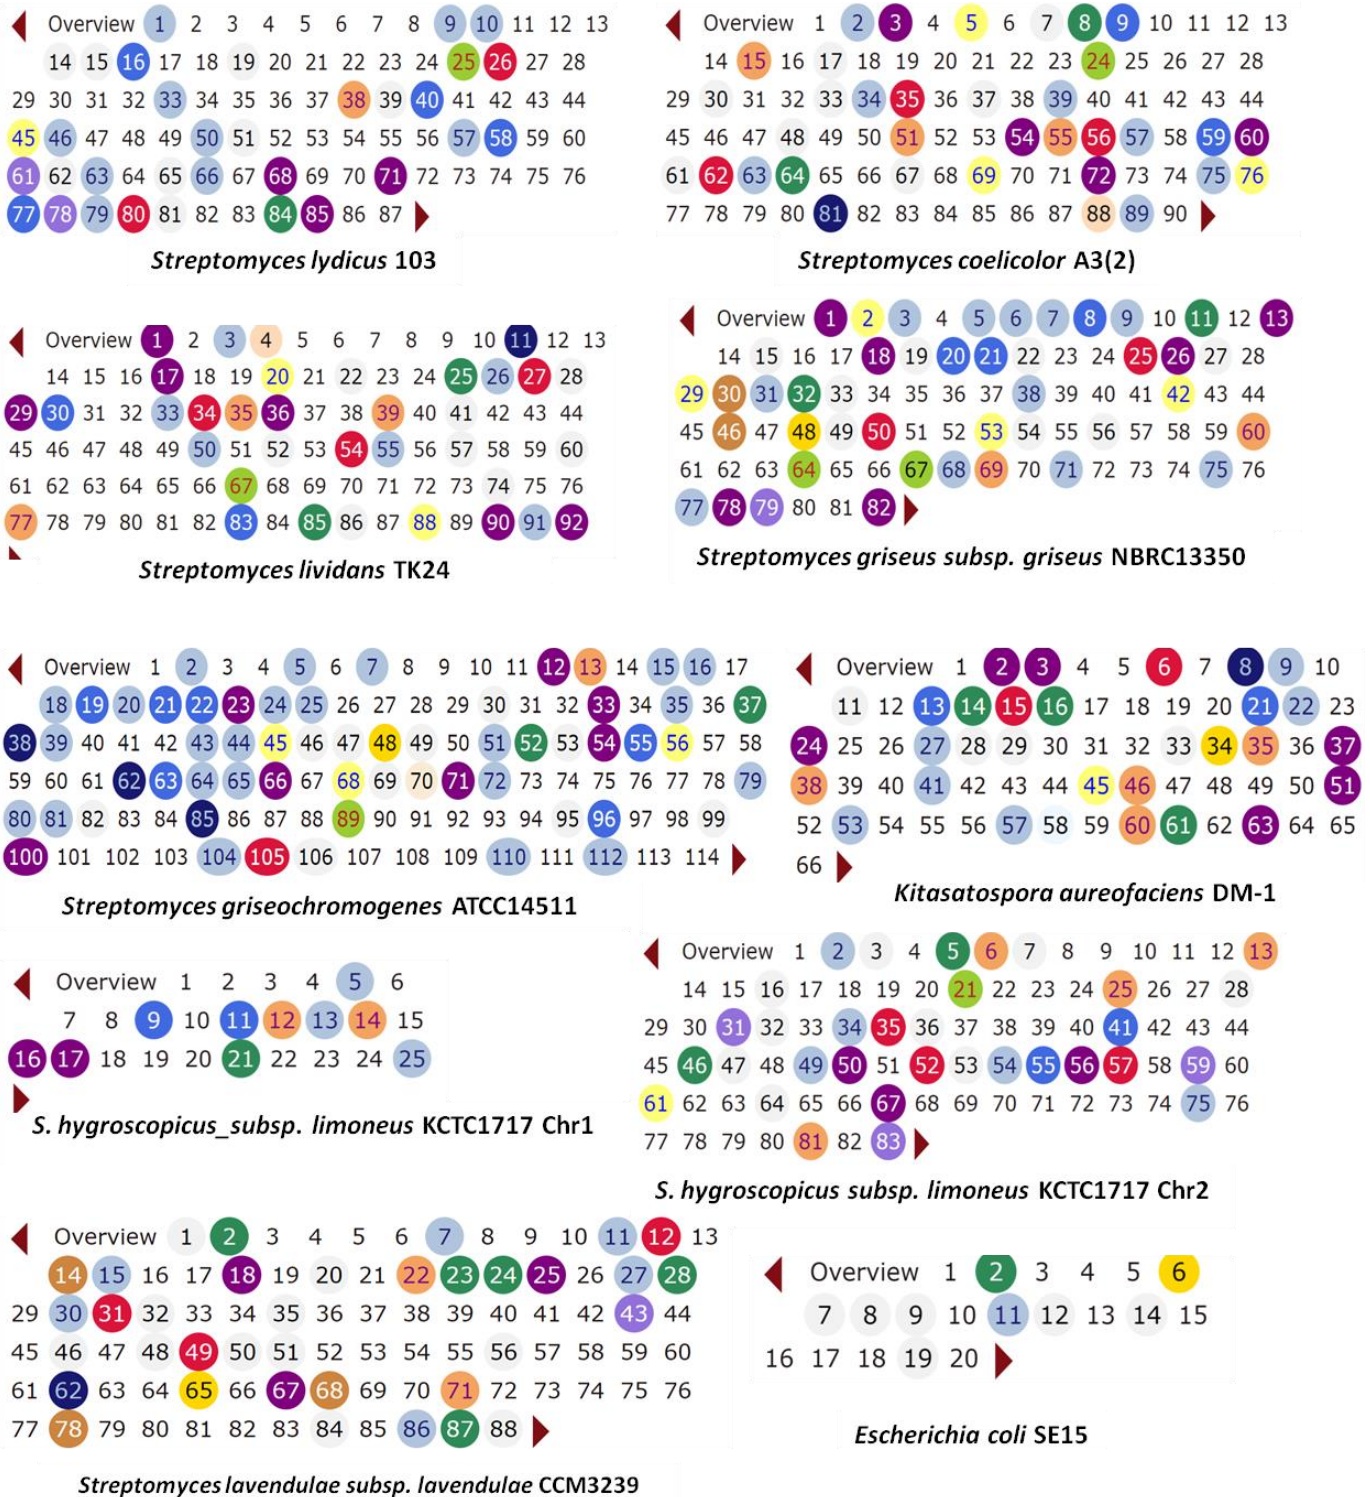 Overview 1 2 3 4 5 6 7 8 9 10 11 12 13
14 15 16 17 18 19 20 21 22 23 24 25 26 27 28
29 30 31 32 33 34 35 36 37 38 39 40 41 42 43 44
45 46 47 48 49 50 51 52 53 54 55 56 57 58 59 60
61 62 63 64 65 66 67 68 69 70 71 72 73 74 75 76
77 78 79 80 81 82 83 84 85 86 87
Streptomyces lydicus 103
Overview 1 2 3 4 5 6 7 8 9 10 11 12 13
14 15 16 17 18 19 20 21 22 23 24 25 26 27 28
29 30 31 32 33 34 35 36 37 38 39 40 41 42 43 44
45 46 47 48 49 50 51 52 53 54 55 56 57 58 59 60
61 62 63 64 65 66 67 68 69 70 71 72 73 74 75 76
77 78 79 80 81 82 83 84 85 86 87 88 89 90
Streptomyces coelicolor A3(2)
Overview 1 2 3 4 5 6 7 8 9 10 11 12 13
14 15 16 17 18 19 20 21 22 23 24 25 26 27 28
29 30 31 32 33 34 35 36 37 38 39 40 41 42 43 44
45 46 47 48 49 50 51 52 53 54 55 56 57 58 59 60
61 62 63 64 65 66 67 68 69 70 71 72 73 74 75 76
77 78 79 80 81 82 83 84 85 86 87 88 89 90 91 92
Streptomyces lividans TK24
Overview 1 2 3 4 5 6 7 8 9 10 11 12 13
14 15 16 17 18 19 20 21 22 23 24 25 26 27 28
29 30 31 32 33 34 35 36 37 38 39 40 41 42 43 44
45 46 47 48 49 50 51 52 53 54 55 56 57 58 59 60
61 62 63 64 65 66 67 68 69 70 71 72 73 74 75 76
77 78 79 80 81 82
Streptomyces griseus subsp. griseus NBRC13350
Overview 1 2 3 4 5 6 7 8 9 10 11 12 13 14 15 16 17
18 19 20 21 22 23 24 25 26 27 28 29 30 31 32 33 34 35 36 37
38 39 40 41 42 43 44 45 46 47 48 49 50 51 52 53 54 55 56 57 58
59 60 61 62 63 64 65 66 67 68 69 70 71 72 73 74 75 76 77 78 79
80 81 82 83 84 85 86 87 88 89 90 91 92 93 94 95 96 97 98 99
100 101 102 103 104 105 106 107 108 109 110 111 112 113 114
Streptomyces griseochromogenes ATCC14511
Overview 1 2 3 4 5 6 7 8 9 10
11 12 13 14 15 16 17 18 19 20 21 22 23
24 25 26 27 28 29 30 31 32 33 34 35 36 37
38 39 40 41 42 43 44 45 46 47 48 49 50 51
52 53 54 55 56 57 58 59 60 61 62 63 64 65
66
Kitasatospora aureofaciens DM-1
Overview 1 2 3 4 5 6
7 8 9 10 11 12 13 14 15
16 17 18 19 20 21 22 23 24 25
S. hygroscopicus_subsp. limoneus KCTC1717 Chr1
Overview 1 2 3 4 5 6 7 8 9 10 11 12 13
14 15 16 17 18 19 20 21 22 23 24 25 26 27 28
29 30 31 32 33 34 35 36 37 38 39 40 41 42 43 44
45 46 47 48 49 50 51 52 53 54 55 56 57 58 59 60
61 62 63 64 65 66 67 68 69 70 71 72 73 74 75 76
77 78 79 80 81 82 83
S. hygroscopicus subsp. limoneus KCTC1717 Chr2
Overview 1 2 3 4 5 6 7 8 9 10 11 12 13
14 15 16 17 18 19 20 21 22 23 24 25 26 27 28
29 30 31 32 33 34 35 36 37 38 39 40 41 42 43 44
45 46 47 48 49 50 51 52 53 54 55 56 57 58 59 60
61 62 63 64 65 66 67 68 69 70 71 72 73 74 75 76
77 78 79 80 81 82 83 84 85 86 87 88
Streptomyces lavendulae subsp. lavendulae CCM3239
Overview 1 2 3 4 5 6
7 8 9 10 11 12 13 14 15
16 17 18 19 20
Escherichia coli SE15